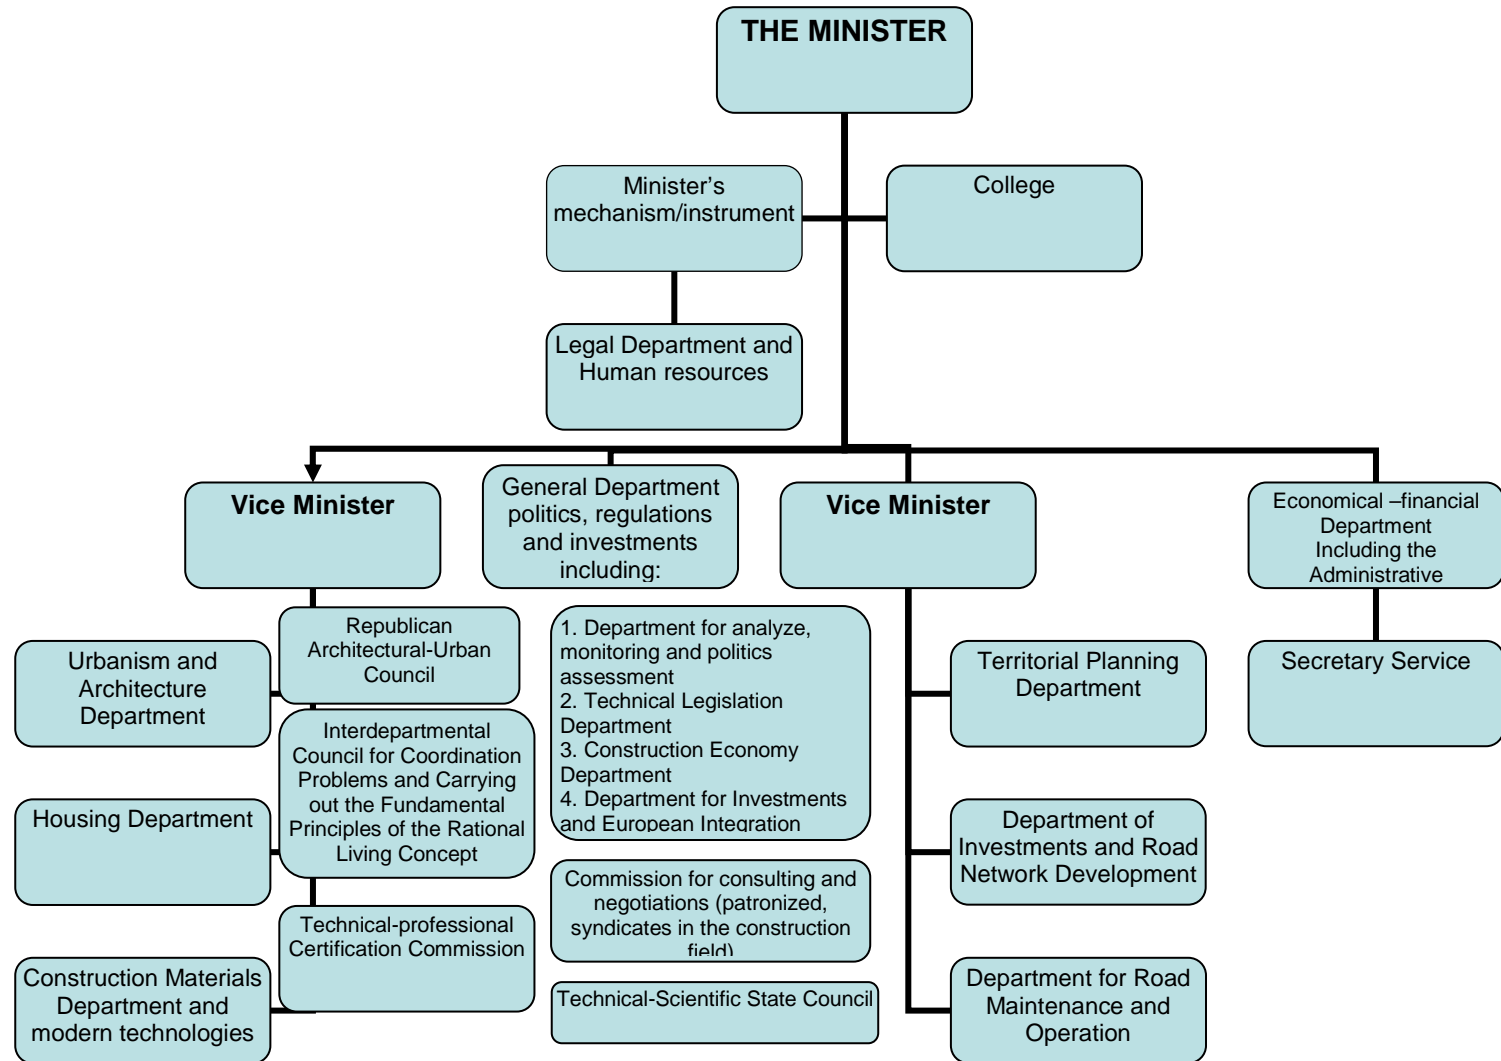 THE MINISTER
Minister’s
mechanism/instrument
College
Legal Department and
Human resources
Vice Minister
General Department
politics, regulations
and investments
including:
Vice Minister
Economical –financial
Department
Including the
Administrative
Republican
Architectural-Urban
Council
Urbanism and
Architecture
Department
Interdepartmental
Council for Coordination
Problems and Carrying
out the Fundamental
Principles of the Rational
Living Concept
Housing Department
Technical-professional
Certification Commission
Construction Materials
Department and
modern technologies
1. Department for analyze,
monitoring and politics
assessment
2. Technical Legislation
Department
3. Construction Economy
Department
4. Department for Investments
and European Integration
Commission for consulting and
negotiations (patronized,
syndicates in the construction
field)
Technical-Scientific State Council
Territorial Planning
Department
Department of
Investments and Road
Network Development
Department for Road
Maintenance and
Operation
Secretary Service